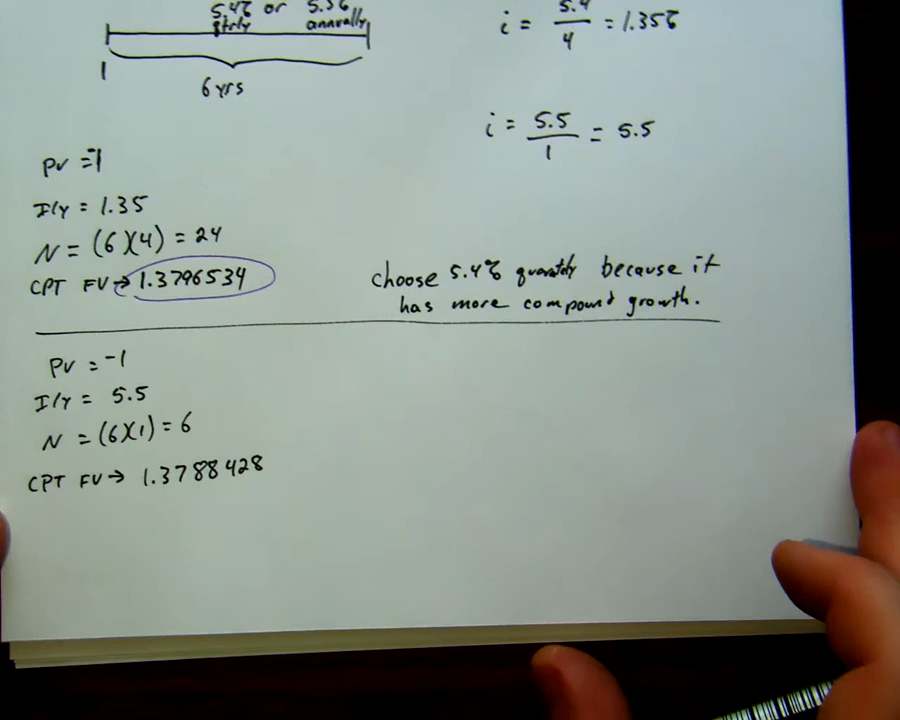 5.4% or 5.5%
qtrly annually
1
6 yrs
i = 5.4/4 = 1.35%
i = 5.5/1 = 5.5
PV = -1
I/Y = 1.35
N = (6)(4) = 24
CPT FV → 1.3796534
choose 5.4% quarately because it
has more compound growth.
PV = -1
I/Y = 5.5
N = (6)(1) = 6
CPT FV → 1.3788428